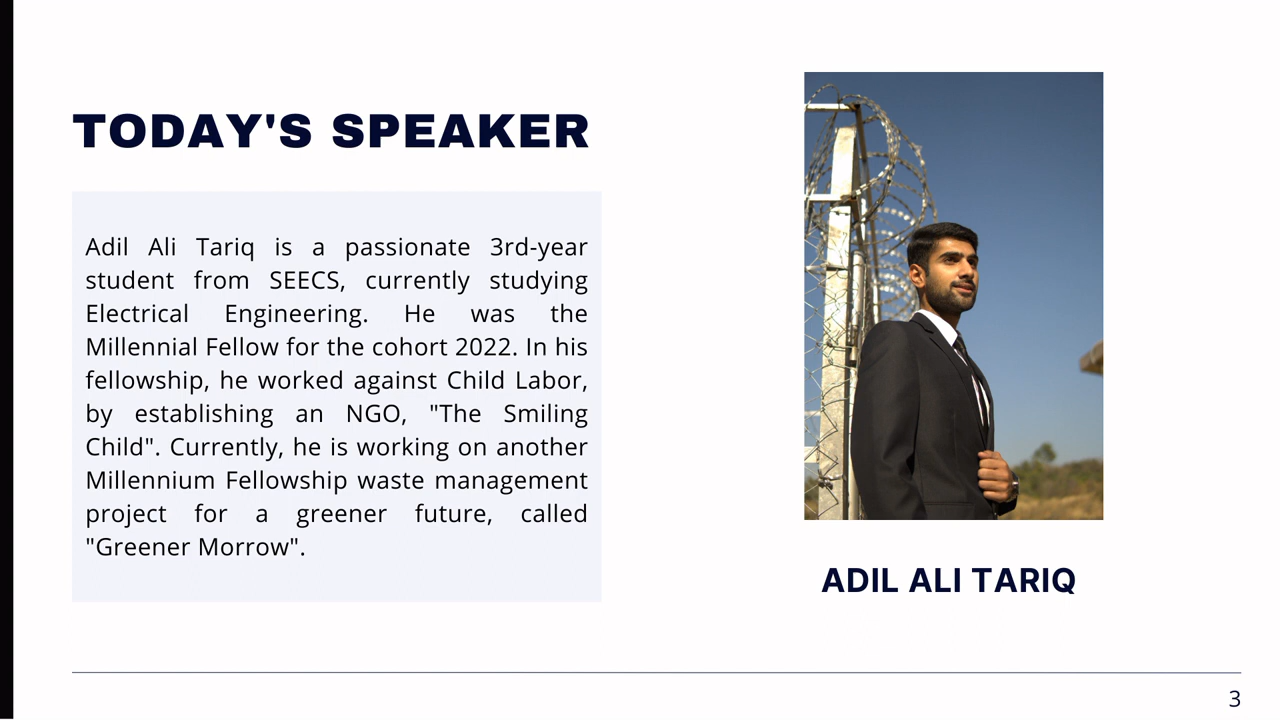 TODAY'S SPEAKER
Adil Ali Tariq is a passionate 3rd-year
student from SEECS, currently studying
Electrical Engineering. He was the
Millennial Fellow for the cohort 2022. In his
fellowship, he worked against Child Labor,
by establishing an NGO, "The Smiling
Child". Currently, he is working on another
Millennium Fellowship waste management
project for a greener future, called
"Greener Morrow".
ADIL ALI TARIQ
3